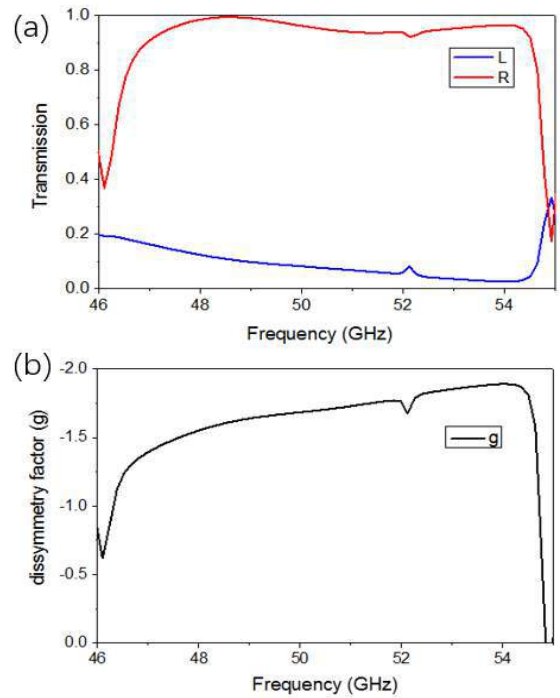 (a)
1.0
0.8
0.6
0.4
0.2
0.0
Transmission
L
R
46 48 50 52 54
Frequency (GHz)
(b)
-2.0
-1.5
-1.0
-0.5
0.0
dissymmetry factor (g)
g
46 48 50 52 54
Frequency (GHz)